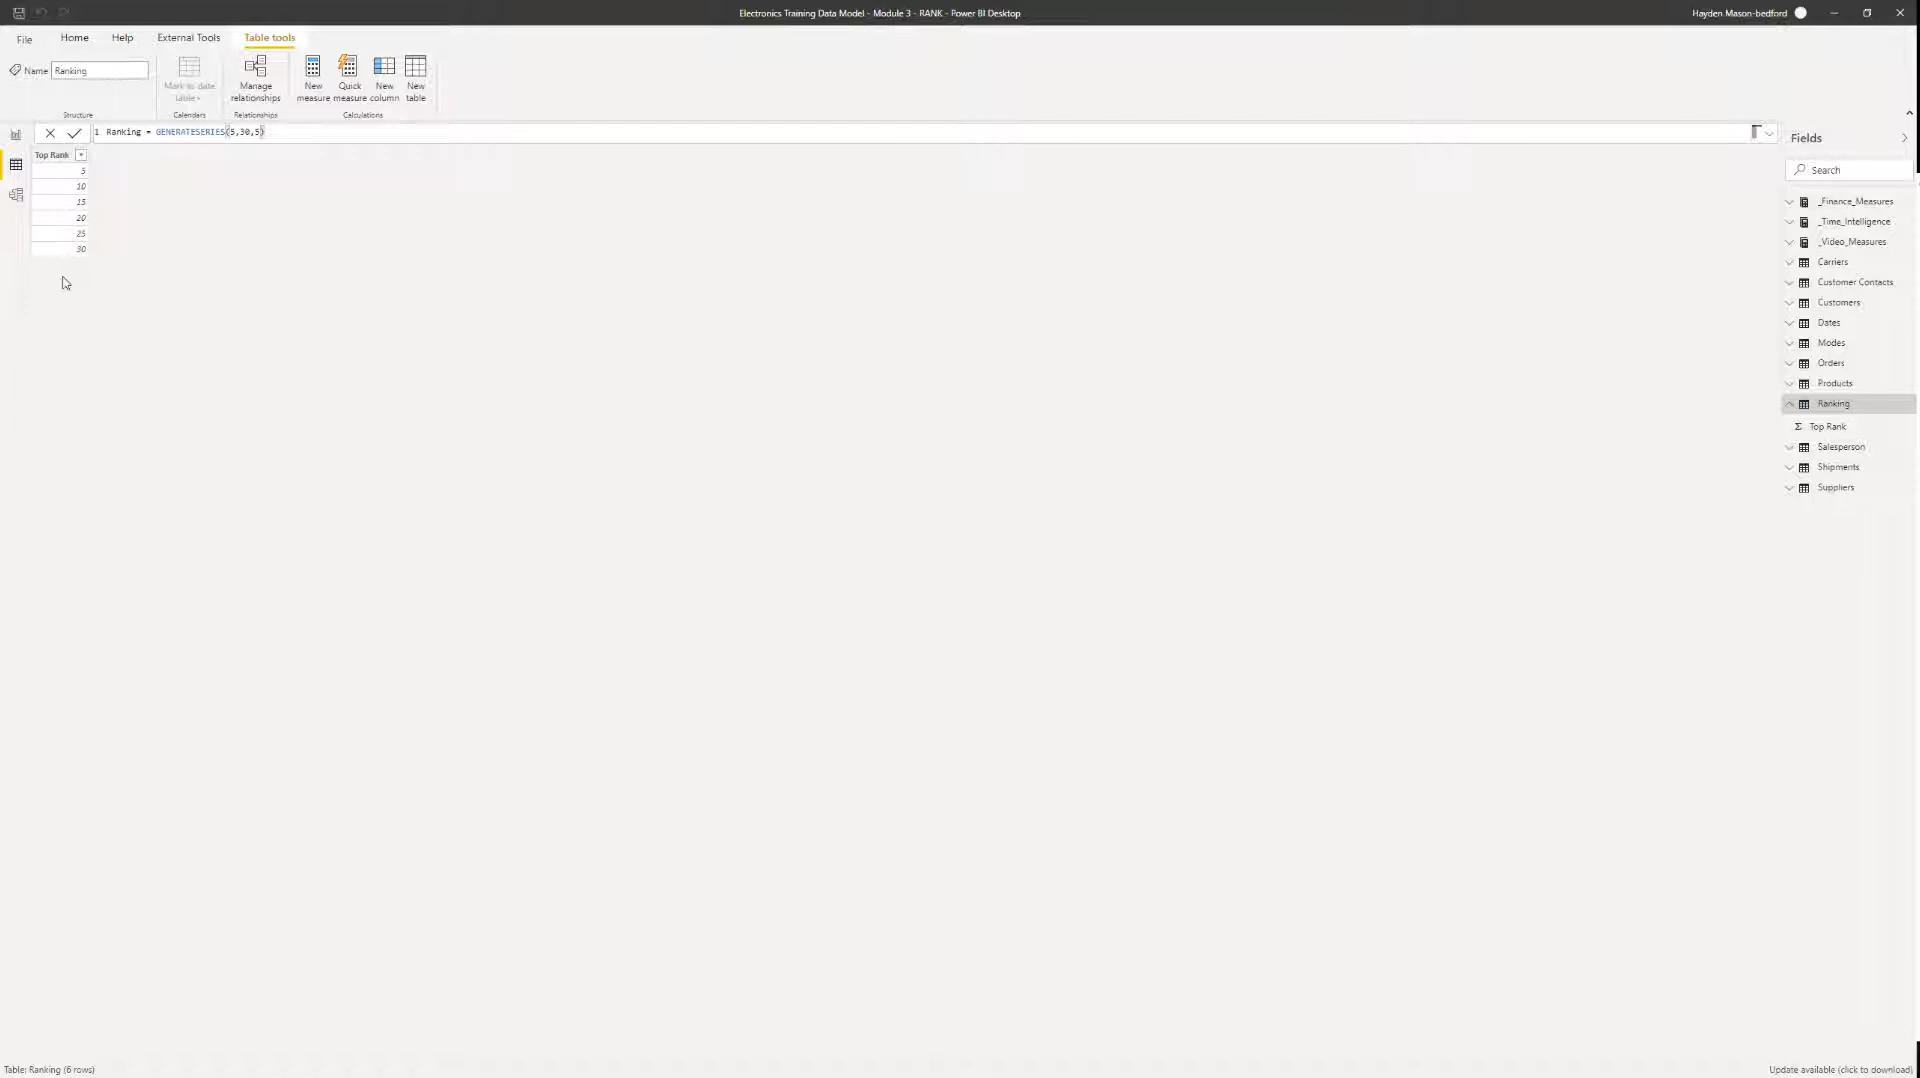 Electronics Training Data Model - Module 3 - RANK - Power BI Desktop
Hayden Mason-bedford
File
Home
Help
External Tools
Table tools
Name
Ranking
Mark as date
table
Manage
relationships
New
measure
Quick
measure
New
column
New
table
Structure
Calendars
Relationships
Calculations
1 Ranking = GENERATESERIES(5,30,5)
Top Rank
5
10
15
20
25
30
Fields
Search
_Finance_Measures
_Time_Intelligence
_Video_Measures
Carriers
Customer Contacts
Customers
Dates
Modes
Orders
Products
Ranking
Σ Top Rank
Salesperson
Shipments
Suppliers
Table: Ranking (6 rows)
Update available (click to download)